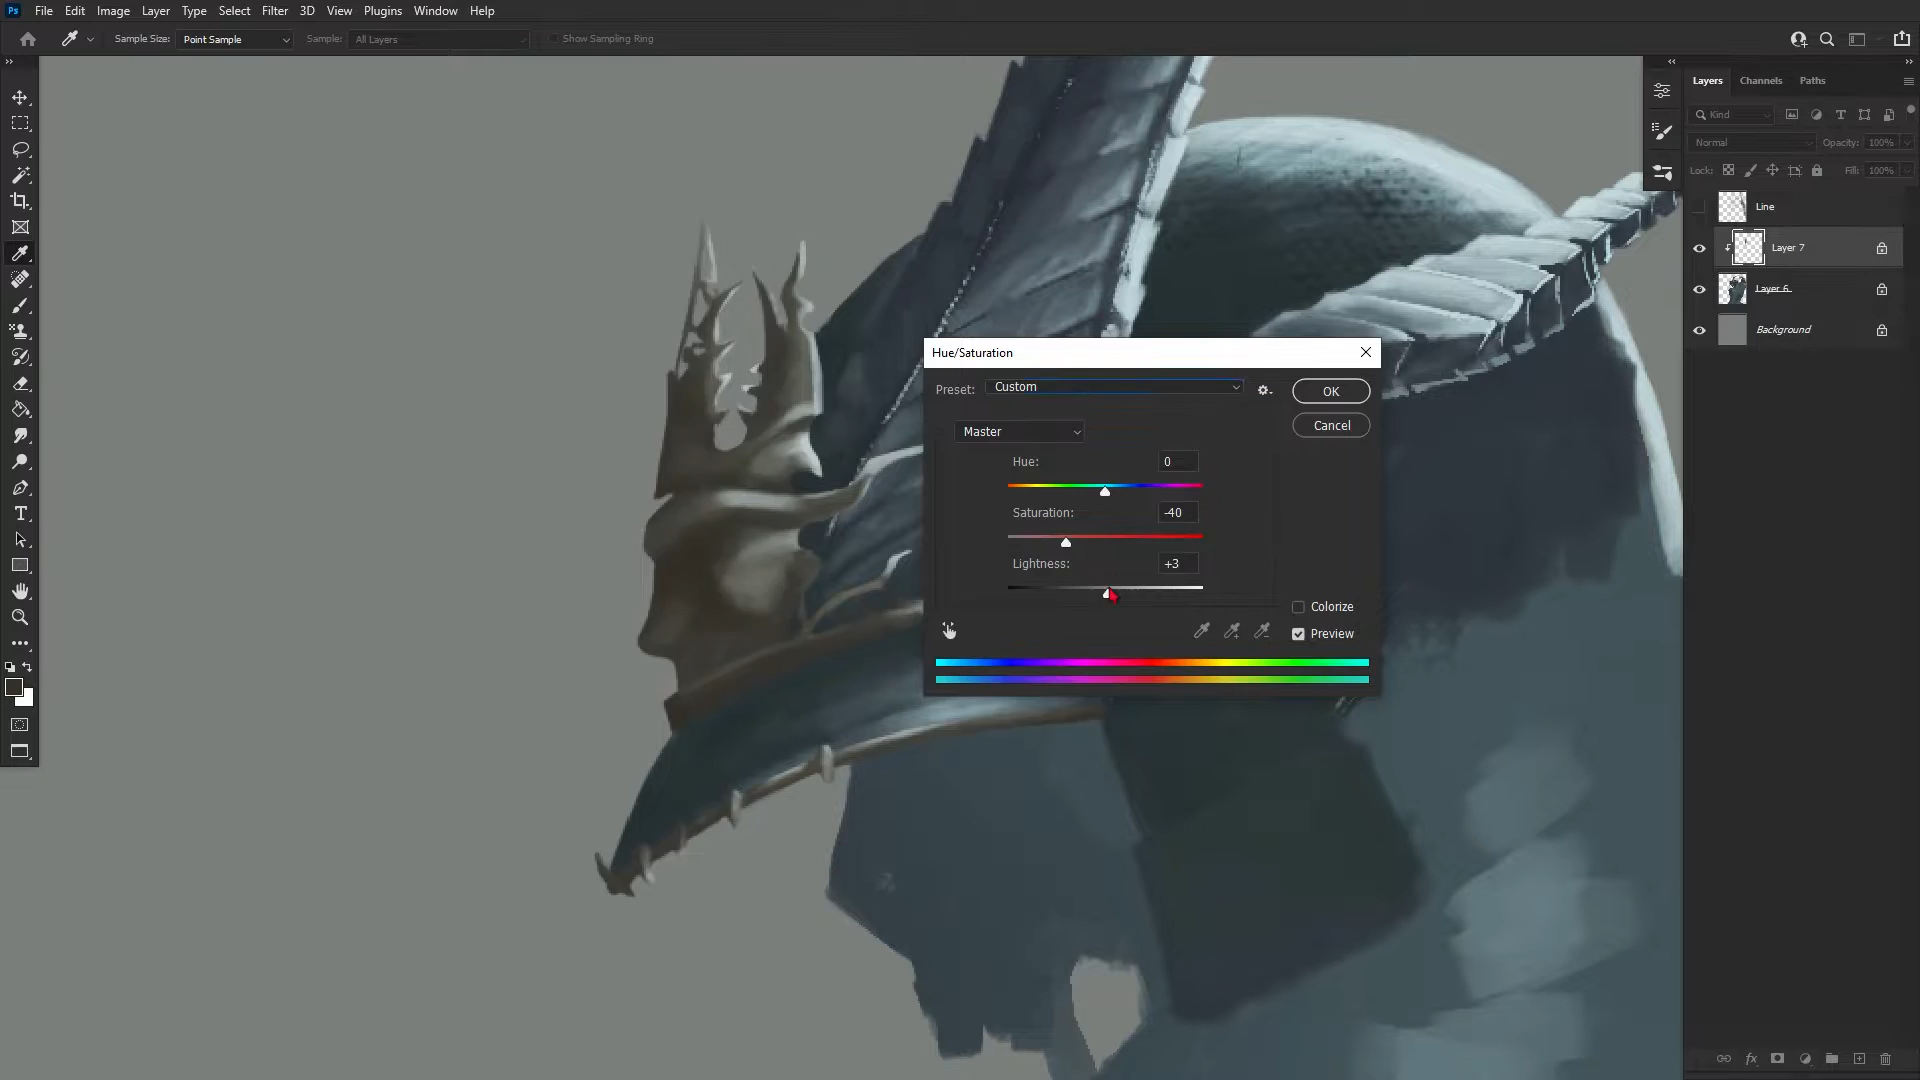 Ps File Edit Image Layer Type Select Filter 3D View Plugins Window Help
Sample Size: Point Sample Sample: All Layers Show Sampling Ring
Layers Channels Paths
Kind
Normal Opacity: 100%
Lock: Fill: 100%
Line
Layer 7
Layer 6
Background
Hue/Saturation
Preset: Custom OK
Cancel
Master
Hue: 0
Saturation: -40
Lightness: +3
Colorize
Preview